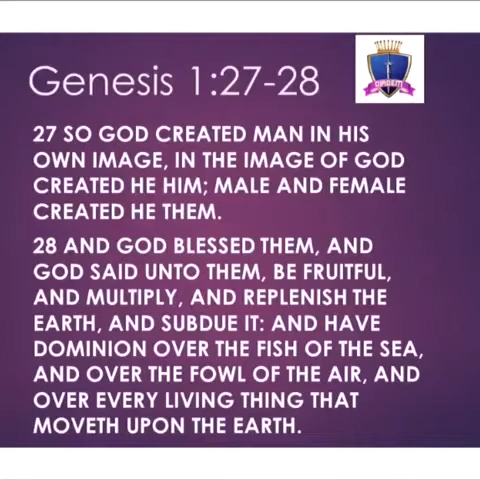 Genesis 1:27-28
27 SO GOD CREATED MAN IN HIS
OWN IMAGE, IN THE IMAGE OF GOD
CREATED HE HIM; MALE AND FEMALE
CREATED HE THEM.
28 AND GOD BLESSED THEM, AND
GOD SAID UNTO THEM, BE FRUITFUL,
AND MULTIPLY, AND REPLENISH THE
EARTH, AND SUBDUE IT: AND HAVE
DOMINION OVER THE FISH OF THE SEA,
AND OVER THE FOWL OF THE AIR, AND
OVER EVERY LIVING THING THAT
MOVETH UPON THE EARTH.